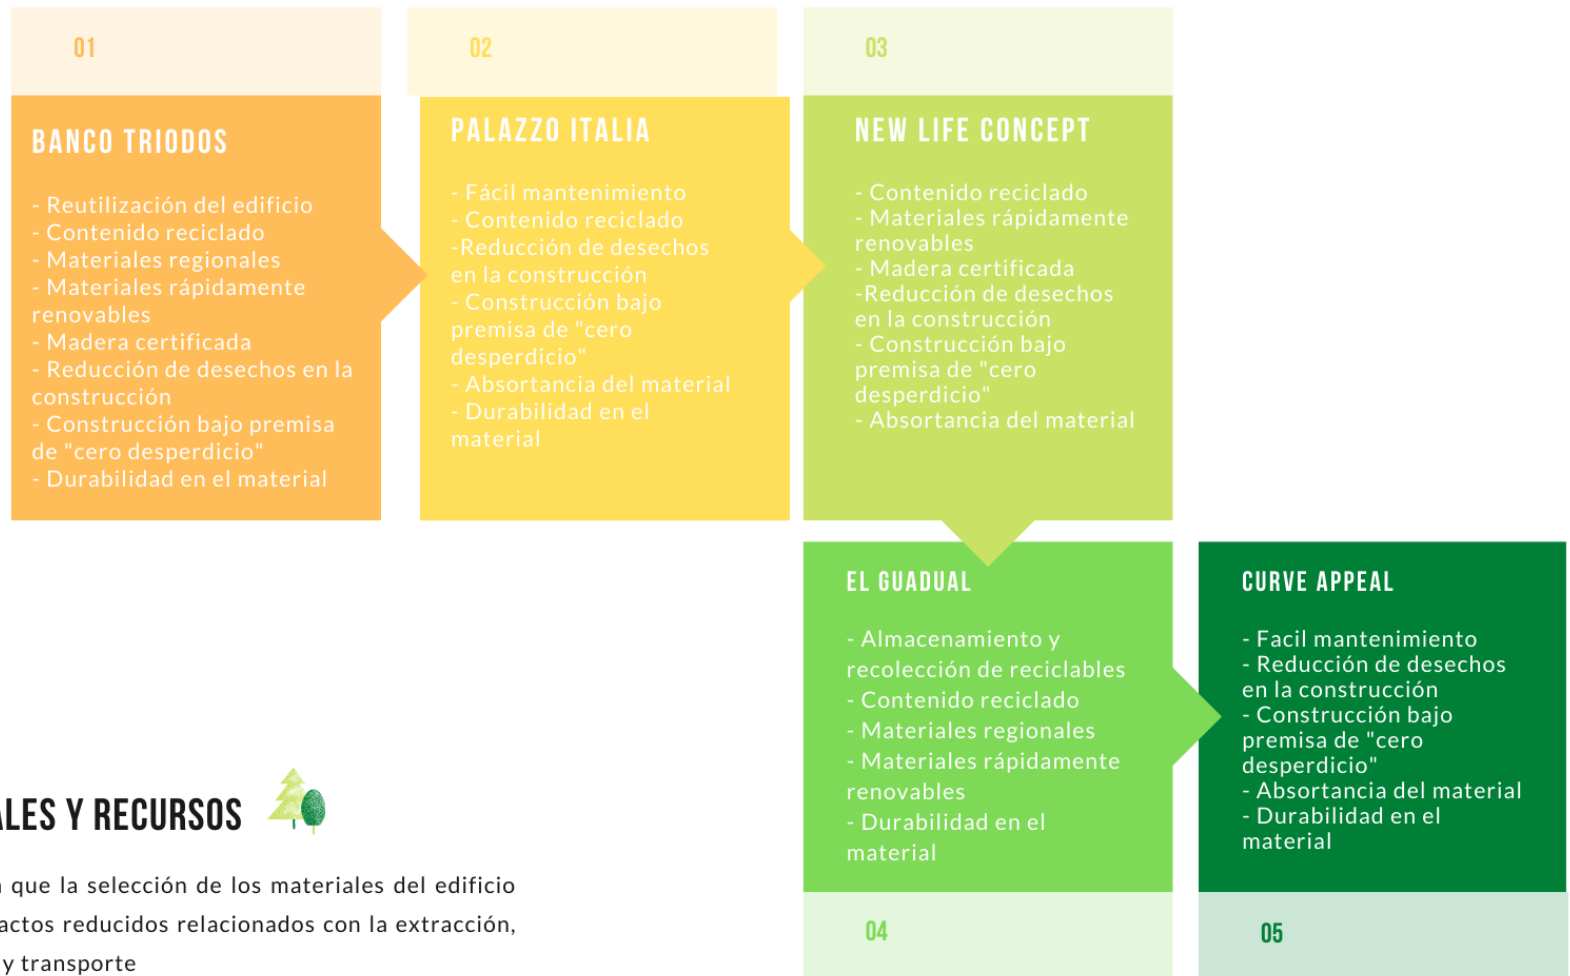 01
BANCO TRIODOS
- Reutilización del edificio
- Contenido reciclado
- Materiales regionales
- Materiales rápidamente
renovables
- Madera certificada
- Reducción de desechos en la
construcción
- Construcción bajo premisa
de "cero desperdicio"
- Durabilidad en el material
02
PALAZZO ITALIA
- Fácil mantenimiento
- Contenido reciclado
-Reducción de desechos
en la construcción
- Construcción bajo
premisa de "cero
desperdicio"
- Absortancia del material
- Durabilidad en el
material
03
NEW LIFE CONCEPT
- Contenido reciclado
- Materiales rápidamente
renovables
- Madera certificada
-Reducción de desechos
en la construcción
- Construcción bajo
premisa de "cero
desperdicio"
- Absortancia del material
EL GUADUAL
- Almacenamiento y
recolección de reciclables
- Contenido reciclado
- Materiales regionales
- Materiales rápidamente
renovables
- Durabilidad en el
material
04
CURVE APPEAL
- Facil mantenimiento
- Reducción de desechos
en la construcción
- Construcción bajo
premisa de "cero
desperdicio"
- Absortancia del material
- Durabilidad en el
material
05
Y RECURSOS
que la selección de los materiales del edificio
reducidos relacionados con la extracción,
y transporte